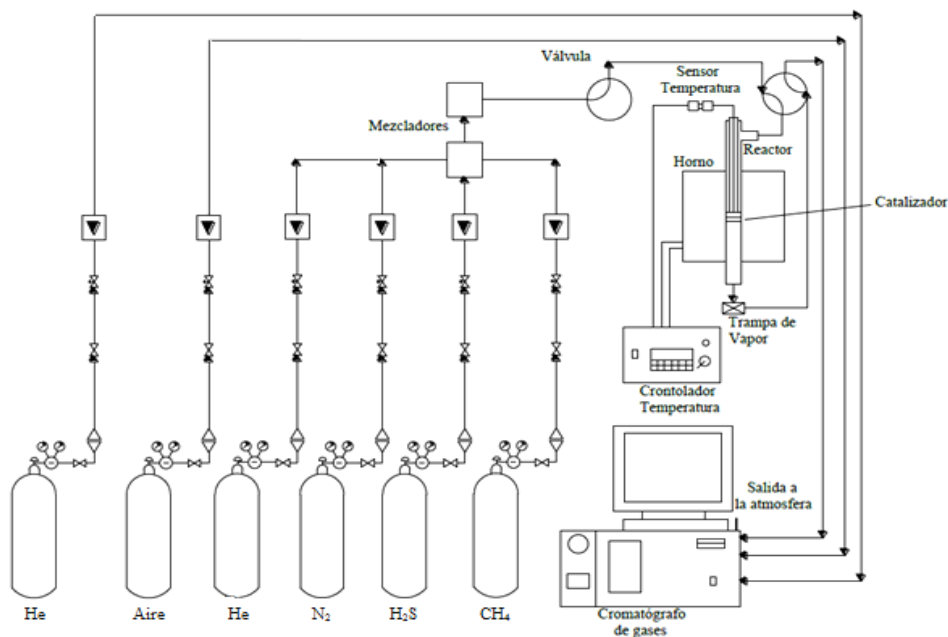 Válvula
Sensor
Temperatura
Mezcladores
Reactor
Horno
Catalizador
Trampa de
Vapor
Crontolador
Temperatura
Salida a
la atmosfera
He
Aire
He
N₂
H₂S
CH₄
Cromatógrafo
de gases